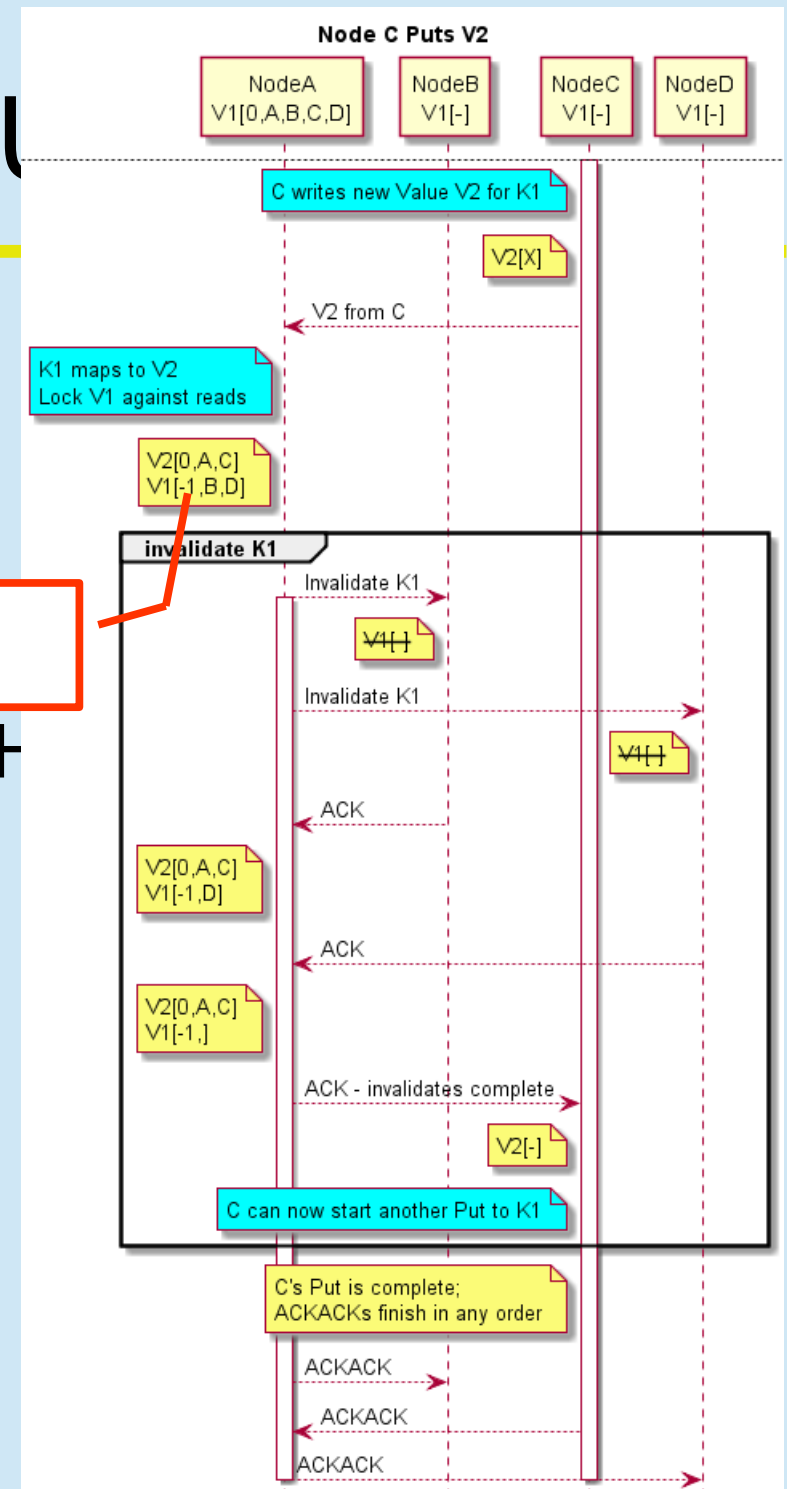 Node C Puts V2
NodeA
V1[0,A,B,C,D]
NodeB
V1[-]
NodeC
V1[-]
NodeD
V1[-]
C writes new Value V2 for K1
V2[X]
V2 from C
K1 maps to V2
Lock V1 against reads
V2[0,A,C]
V1[-1,B,D]
invalidate K1
Invalidate K1
V1[-]
Invalidate K1
V1[-]
ACK
V2[0,A,C]
V1[-1,D]
ACK
V2[0,A,C]
V1[-1,]
ACK - invalidates complete
V2[-]
C can now start another Put to K1
C's Put is complete;
ACKACKs finish in any order
ACKACK
ACKACK
ACKACK